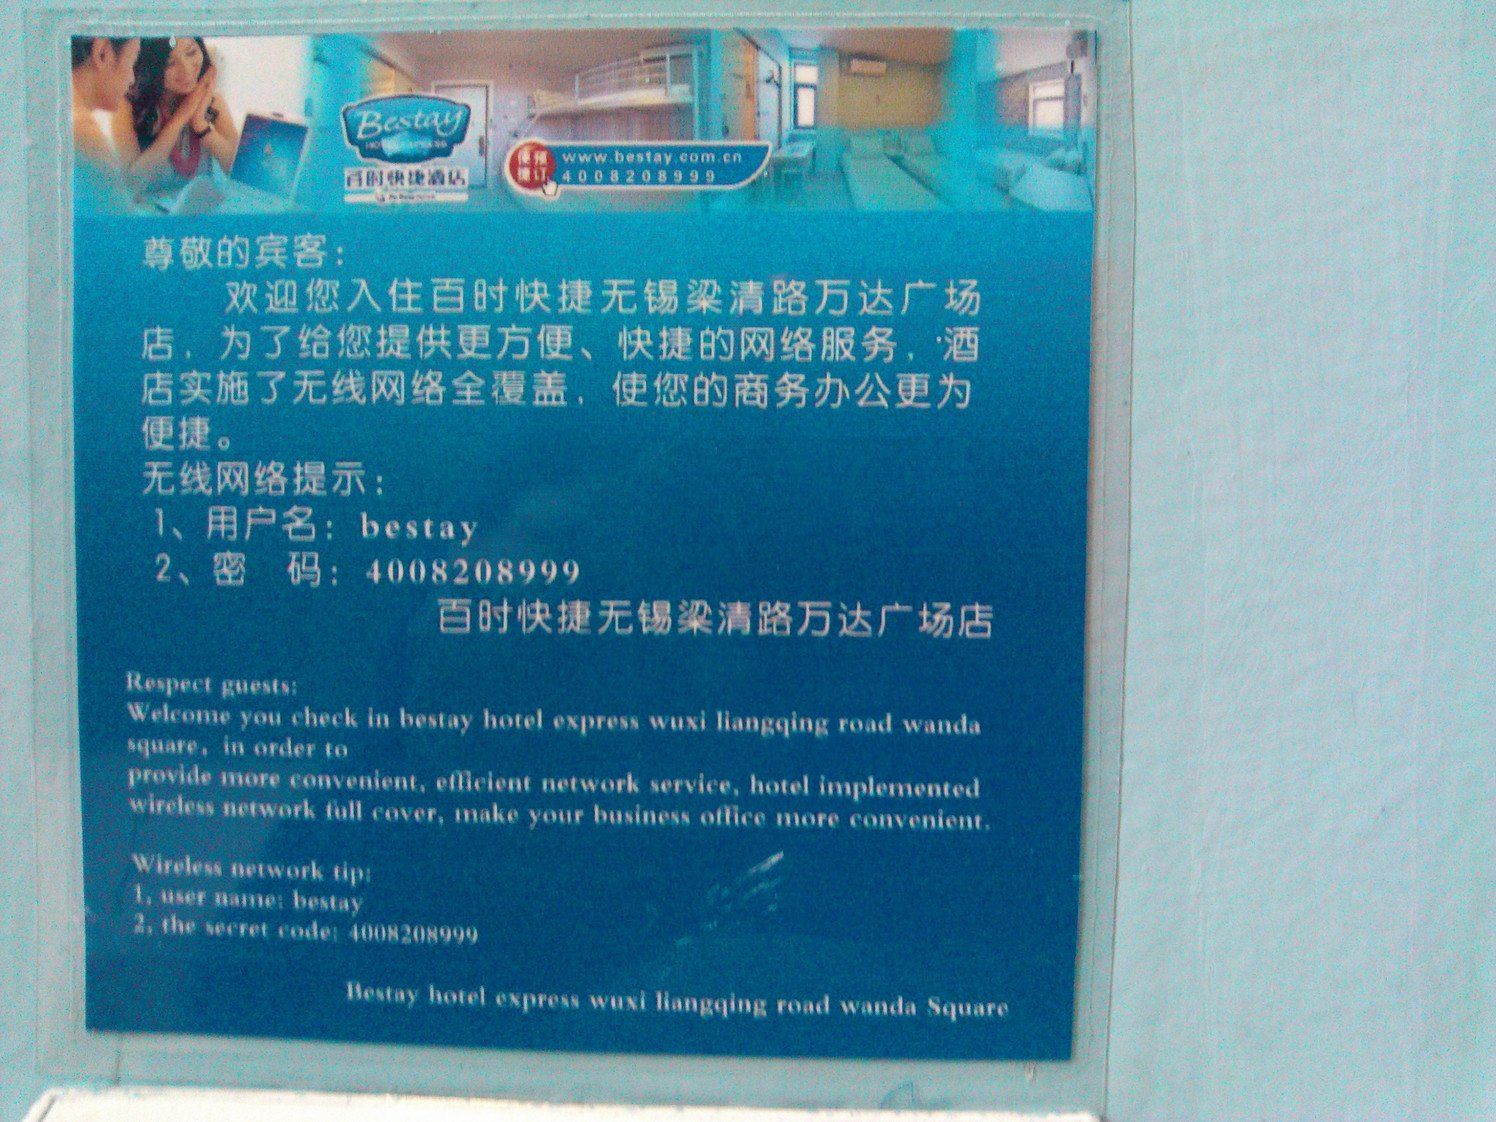 Bestay
百时快捷酒店
便捷
预订
www.bestay.com.cn
4008208999
尊敬的宾客：
欢迎您入住百时快捷无锡梁清路万达广场
店，为了给您提供更方便、快捷的网络服务，酒
店实施了无线网络全覆盖，使您的商务办公更为
便捷。
无线网络提示：
1、用户名：bestay
2、密 码：4008208999
百时快捷无锡梁清路万达广场店
Respect guests:
Welcome you check in bestay hotel express wuxi liangqing road wanda
square, in order to
provide more convenient, efficient network service, hotel implemented
wireless network full cover, make your business office more convenient.
Wireless network tip:
1, user name: bestay
2, the secret code: 4008208999
Bestay hotel express wuxi liangqing road wanda Square